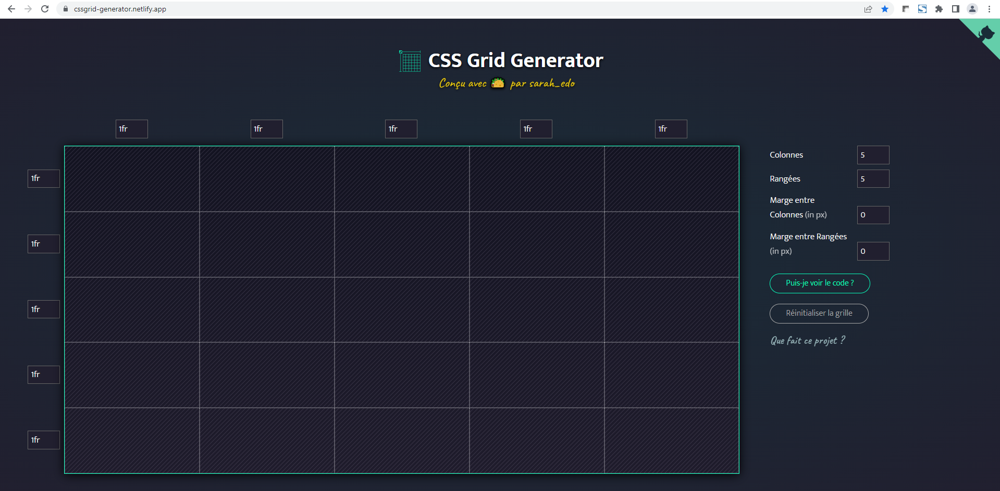 cssgrid-generator.netlify.app
CSS Grid Generator
Conçu avec par sarah_edo
1fr 1fr 1fr 1fr 1fr
1fr
1fr
1fr
1fr
1fr
Colonnes 5
Rangées 5
Marge entre
Colonnes (in px) 0
Marge entre Rangées
(in px) 0
Puis-je voir le code ?
Réinitialiser la grille
Que fait ce projet ?